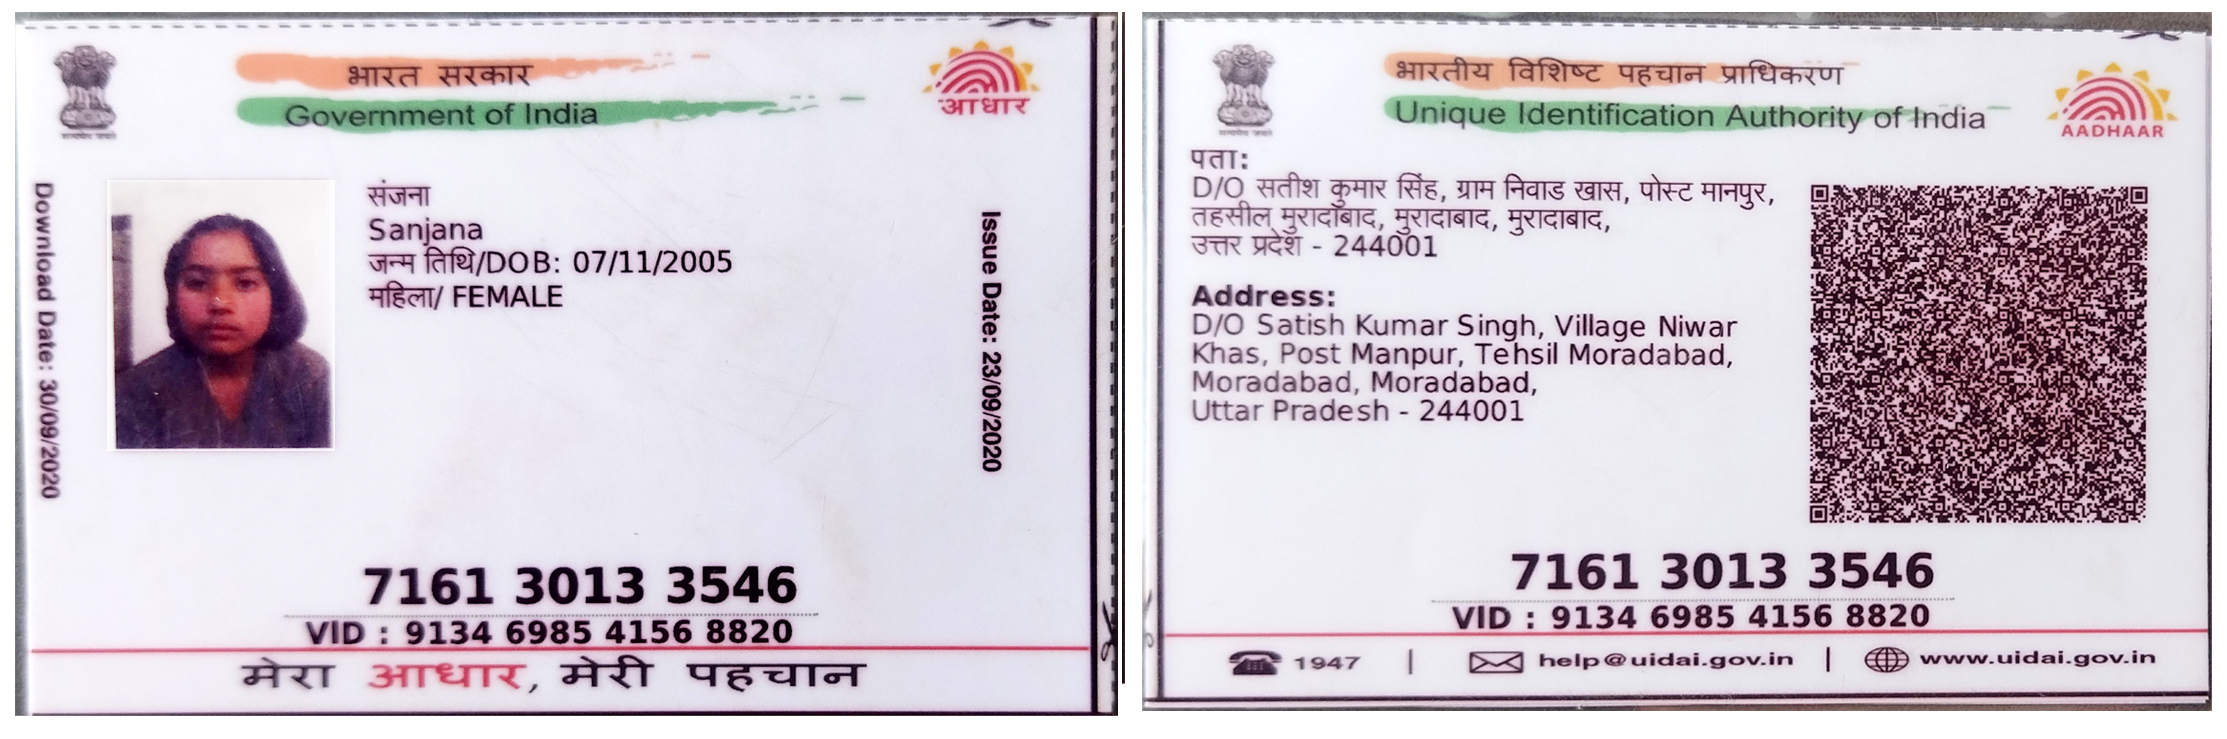 भारत सरकार
Government of India
आधार
Download Date: 30/09/2020
संजना
Sanjana
जन्म तिथि/DOB: 07/11/2005
महिला/ FEMALE
Issue Date: 23/09/2020
7161 3013 3546
VID : 9134 6985 4156 8820
मेरा आधार, मेरी पहचान
भारतीय विशिष्ट पहचान प्राधिकरण
Unique Identification Authority of India
AADHAAR
पता:
D/O सतीश कुमार सिंह, ग्राम निवाड खास, पोस्ट मानपुर,
तहसील मुरादाबाद, मुरादाबाद, मुरादाबाद,
उत्तर प्रदेश - 244001
Address:
D/O Satish Kumar Singh, Village Niwar
Khas, Post Manpur, Tehsil Moradabad,
Moradabad, Moradabad,
Uttar Pradesh - 244001
7161 3013 3546
VID : 9134 6985 4156 8820
1947 | help@uidai.gov.in | www.uidai.gov.in